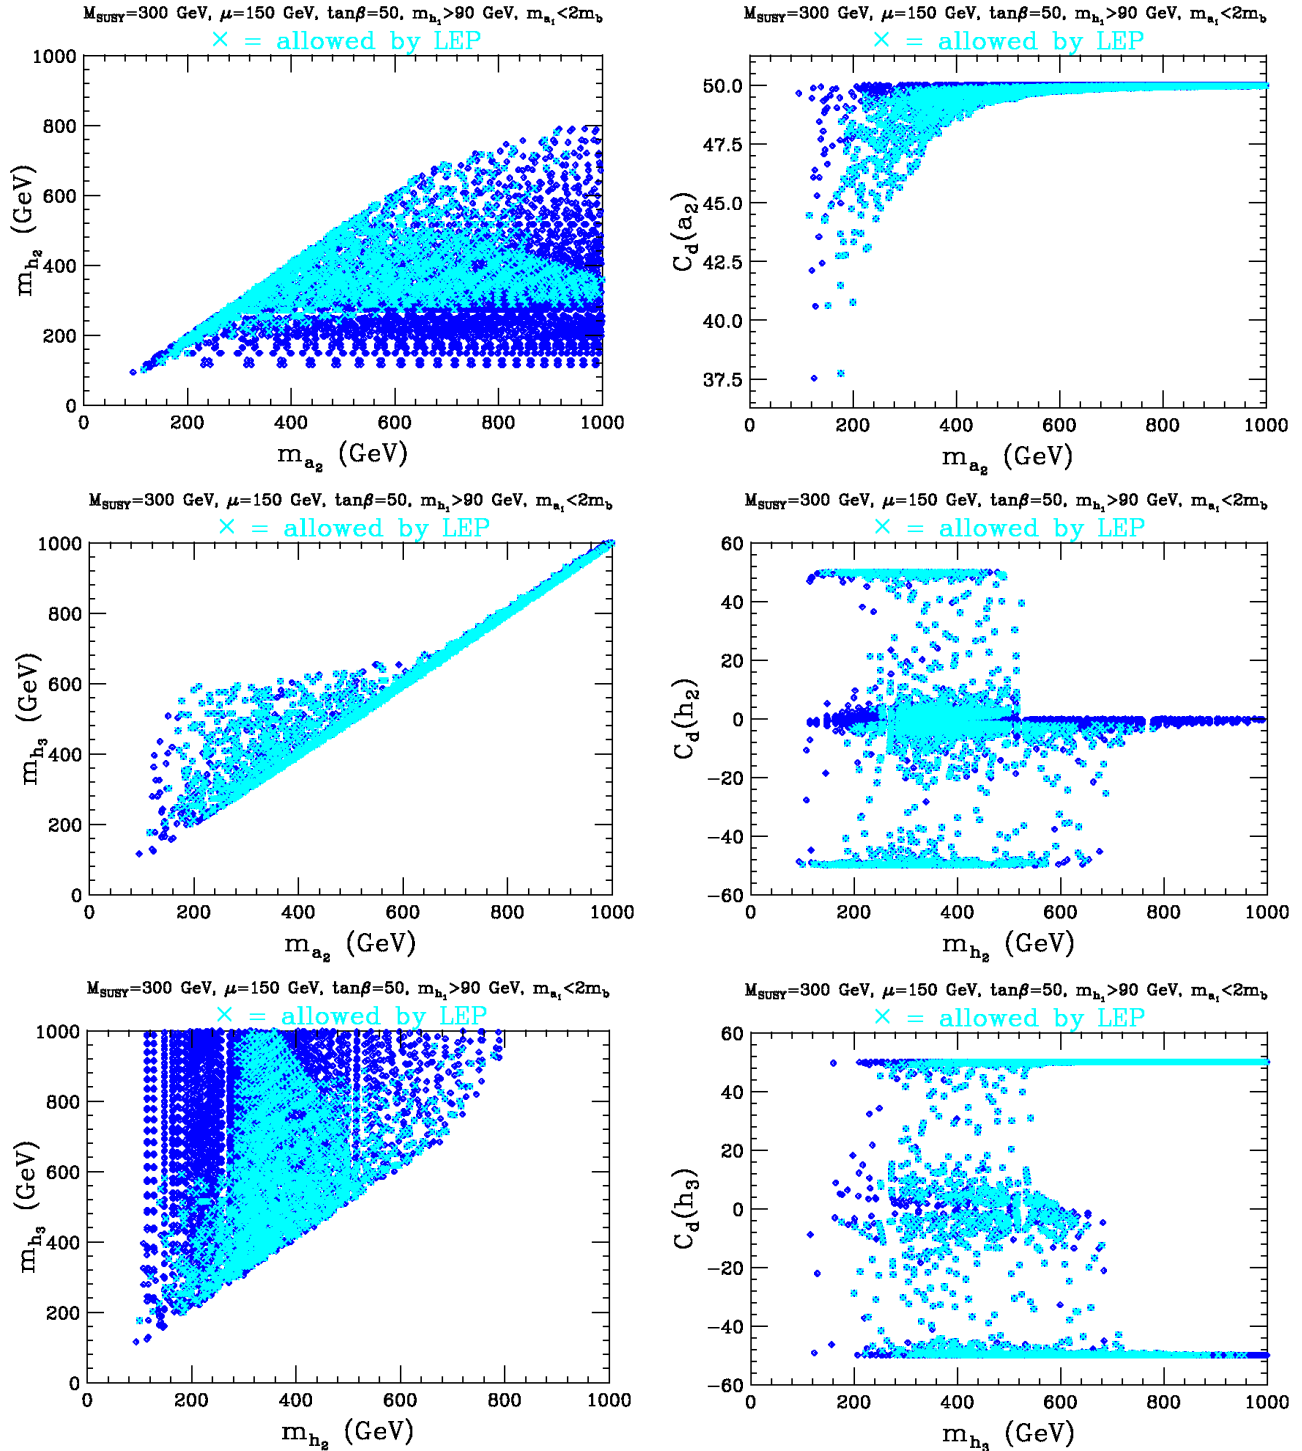 M_SUSY=300 GeV, μ=150 GeV, tanβ=50, m_h₁>90 GeV, m_a₁<2m_b
× = allowed by LEP
1000
800
600
400
200
0
m_h₂ (GeV)
0 200 400 600 800 1000
m_a₂ (GeV)
M_SUSY=300 GeV, μ=150 GeV, tanβ=50, m_h₁>90 GeV, m_a₁<2m_b
× = allowed by LEP
50.0
47.5
45.0
42.5
40.0
37.5
C_d(a₂)
0 200 400 600 800 1000
m_a₂ (GeV)
M_SUSY=300 GeV, μ=150 GeV, tanβ=50, m_h₁>90 GeV, m_a₁<2m_b
× = allowed by LEP
1000
800
600
400
200
0
m_h₃ (GeV)
0 200 400 600 800 1000
m_a₂ (GeV)
M_SUSY=300 GeV, μ=150 GeV, tanβ=50, m_h₁>90 GeV, m_a₁<2m_b
× = allowed by LEP
60
40
20
0
−20
−40
−60
C_d(h₂)
0 200 400 600 800 1000
m_h₂ (GeV)
M_SUSY=300 GeV, μ=150 GeV, tanβ=50, m_h₁>90 GeV, m_a₁<2m_b
× = allowed by LEP
1000
800
600
400
200
0
m_h₃ (GeV)
0 200 400 600 800 1000
m_h₂ (GeV)
M_SUSY=300 GeV, μ=150 GeV, tanβ=50, m_h₁>90 GeV, m_a₁<2m_b
× = allowed by LEP
60
40
20
0
−20
−40
−60
C_d(h₃)
0 200 400 600 800 1000
m_h₃ (GeV)